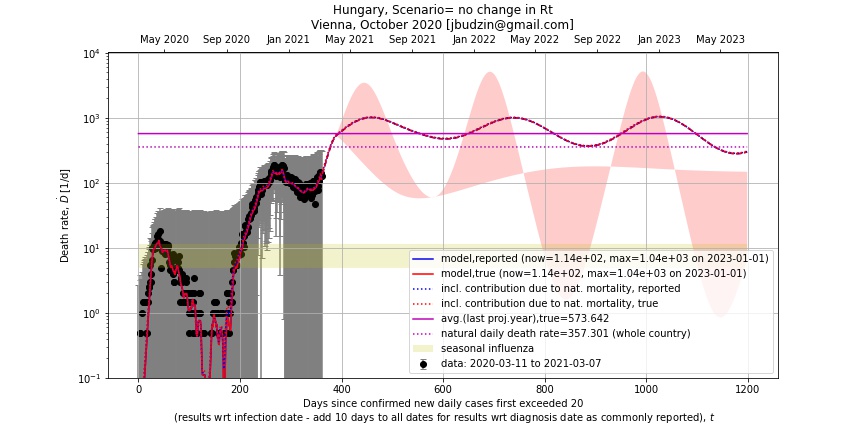 Hungary, Scenario= no change in Rt
Vienna, October 2020 [jbudzin@gmail.com]
May 2020 Sep 2020 Jan 2021 May 2021 Sep 2021 Jan 2022 May 2022 Sep 2022 Jan 2023 May 2023
10⁴
10³
10²
10¹
10⁰
10⁻¹
Death rate, Ḋ [1/d]
model,reported (now=1.14e+02, max=1.04e+03 on 2023-01-01)
model,true (now=1.14e+02, max=1.04e+03 on 2023-01-01)
incl. contribution due to nat. mortality, reported
incl. contribution due to nat. mortality, true
avg.(last proj.year),true=573.642
natural daily death rate=357.301 (whole country)
seasonal influenza
data: 2020-03-11 to 2021-03-07
0 200 400 600 800 1000 1200
Days since confirmed new daily cases first exceeded 20
(results wrt infection date - add 10 days to all dates for results wrt diagnosis date as commonly reported), t